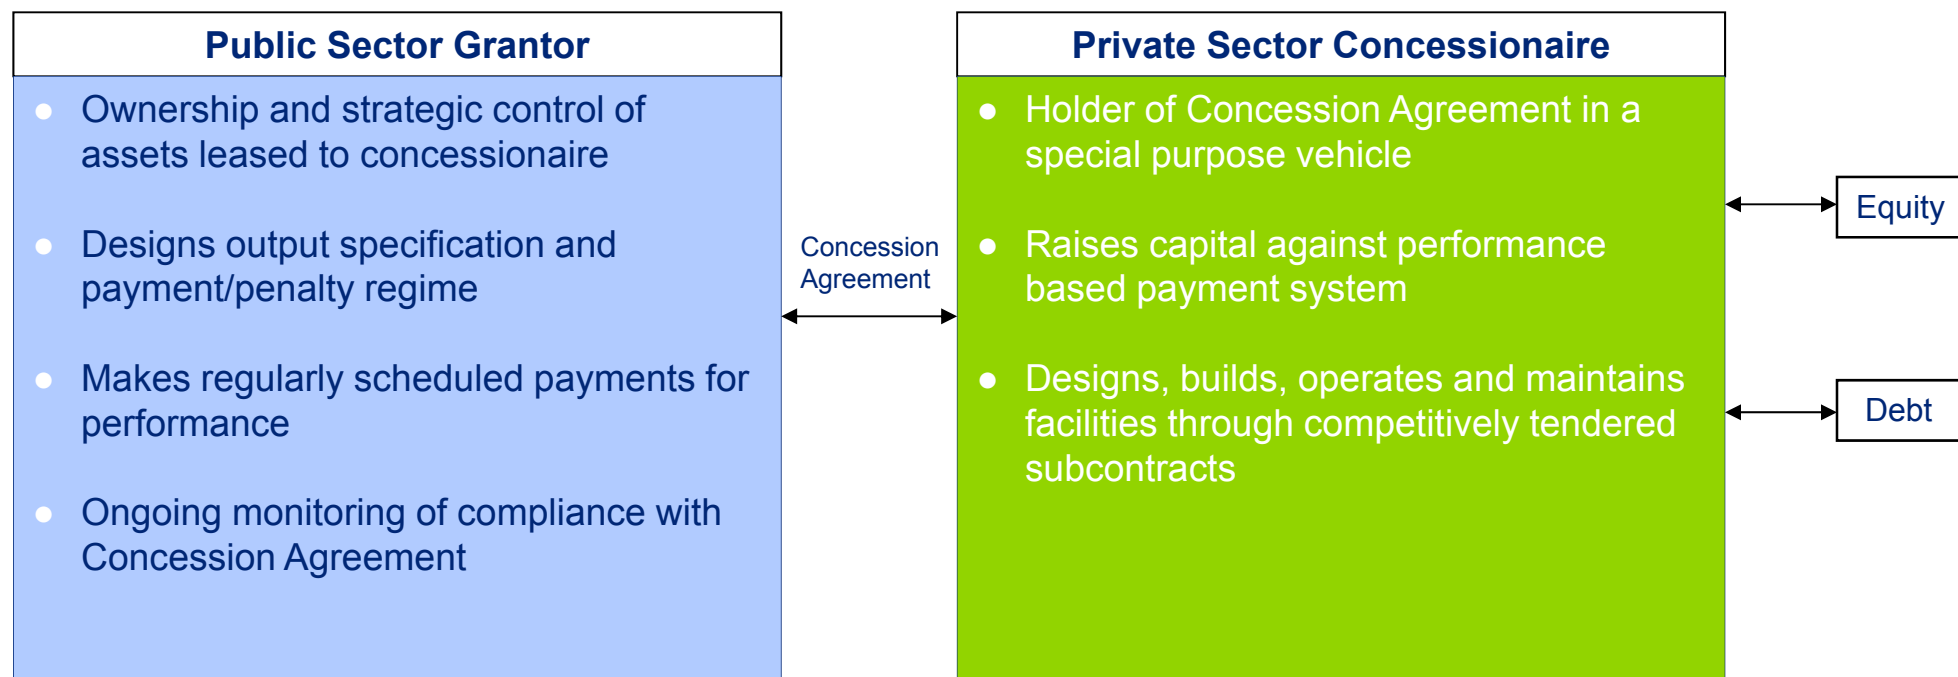 Public Sector Grantor
● Ownership and strategic control of
assets leased to concessionaire
● Designs output specification and
payment/penalty regime
● Makes regularly scheduled payments for
performance
● Ongoing monitoring of compliance with
Concession Agreement
Concession
Agreement
Private Sector Concessionaire
● Holder of Concession Agreement in a
special purpose vehicle
● Raises capital against performance
based payment system
● Designs, builds, operates and maintains
facilities through competitively tendered
subcontracts
Equity
Debt